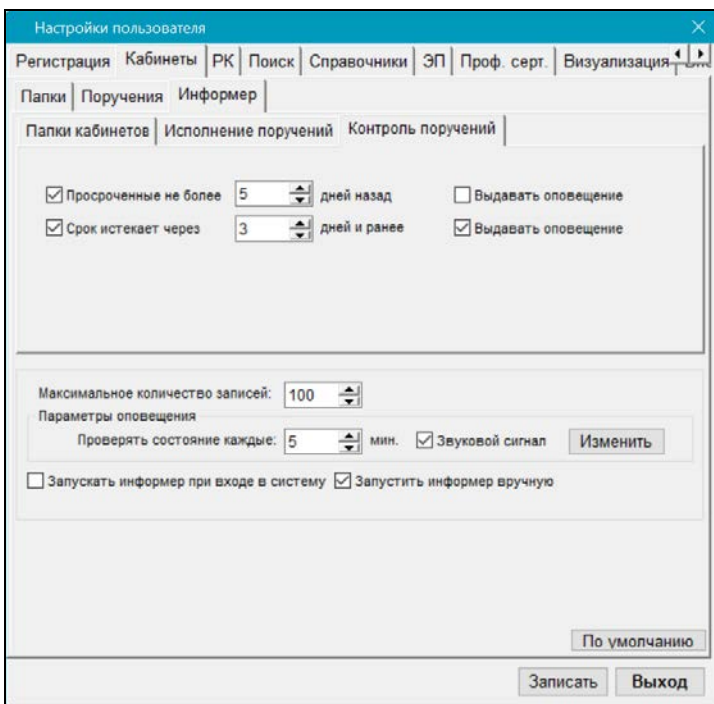 Настройки пользователя
Регистрация Кабинеты РК Поиск Справочники ЭП Проф. серт. Визуализация
Папки Поручения Информер
Папки кабинетов Исполнение поручений Контроль поручений
Просроченные не более 5 дней назад Выдавать оповещение
Срок истекает через 3 дней и ранее Выдавать оповещение
Максимальное количество записей: 100
Параметры оповещения
Проверять состояние каждые: 5 мин. Звуковой сигнал Изменить
Запускать информер при входе в систему Запустить информер вручную
По умолчанию
Записать Выход